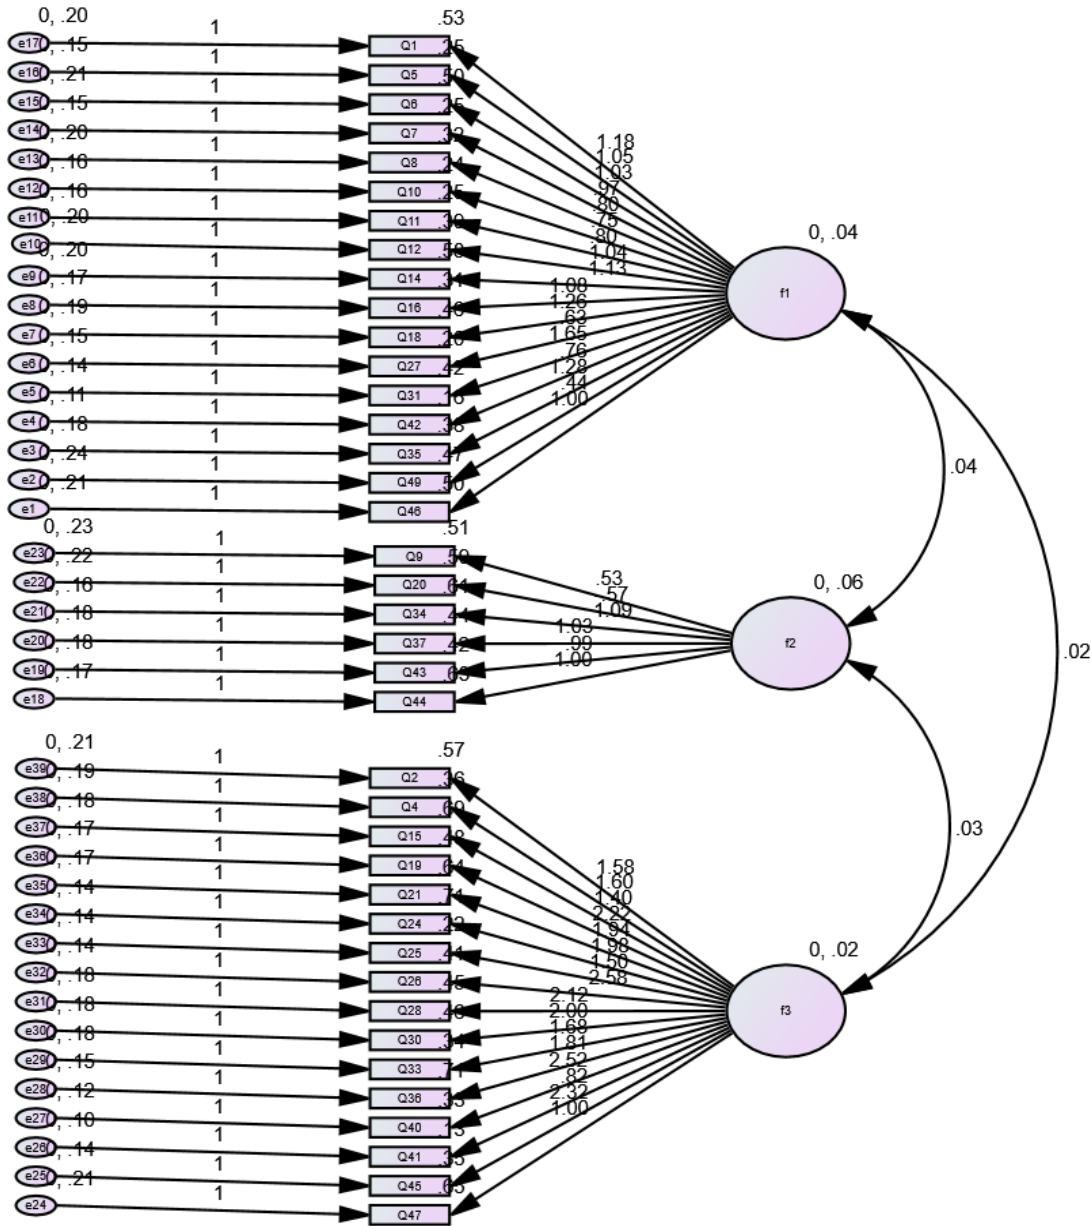 0, .20 1 .53
e17 0, .15 1 Q1 .25
e16 0, .21 1 Q5 .50
e15 0, .15 1 Q6 .25
e14 0, .20 1 Q7 .32
e13 0, .16 1 Q8 .24
e12 0, .16 1 Q10 .25
e11 0, .20 1 Q11
e10 0, .20 1 Q12
e9 0, .17 1 Q14 .31
e8 0, .19 1 Q16
e7 0, .15 1 Q18
e6 0, .14 1 Q27 .42
e5 0, .11 1 Q31 .16
e4 0, .18 1 Q42 .38
e3 0, .24 1 Q35 .47
e2 0, .21 1 Q49 .50
e1 Q46
1.18
1.05
1.03
.97
.80
.75
.80
1.04
1.13
1.08
1.26
.63
1.65
.76
1.28
.44
1.00
0, .04
f1
.04
.02
0, .23 1 .51
e23 0, .22 1 Q9
e22 0, .16 1 Q20
e21 0, .18 1 Q34 .44
e20 0, .18 1 Q37 .42
e19 0, .17 1 Q43
e18 Q44
.53
.57
1.09
1.03
.99
1.00
0, .06
f2
.03
0, .21 1 .57
e39 0, .19 1 Q2 .36
e38 0, .18 1 Q4
e37 0, .17 1 Q15
e36 0, .17 1 Q19 .64
e35 0, .14 1 Q21 .71
e34 0, .14 1 Q24
e33 0, .14 1 Q25 .41
e32 0, .18 1 Q26 .45
e31 0, .18 1 Q28
e30 0, .18 1 Q30
e29 0, .15 1 Q33 .71
e28 0, .12 1 Q36
e27 0, .10 1 Q40 .13
e26 0, .14 1 Q41 .35
e25 0, .21 1 Q45 .65
e24 Q47
1.58
1.60
1.40
2.22
1.94
1.98
1.50
2.58
2.12
2.00
1.68
1.81
2.52
.82
2.32
1.00
0, .02
f3